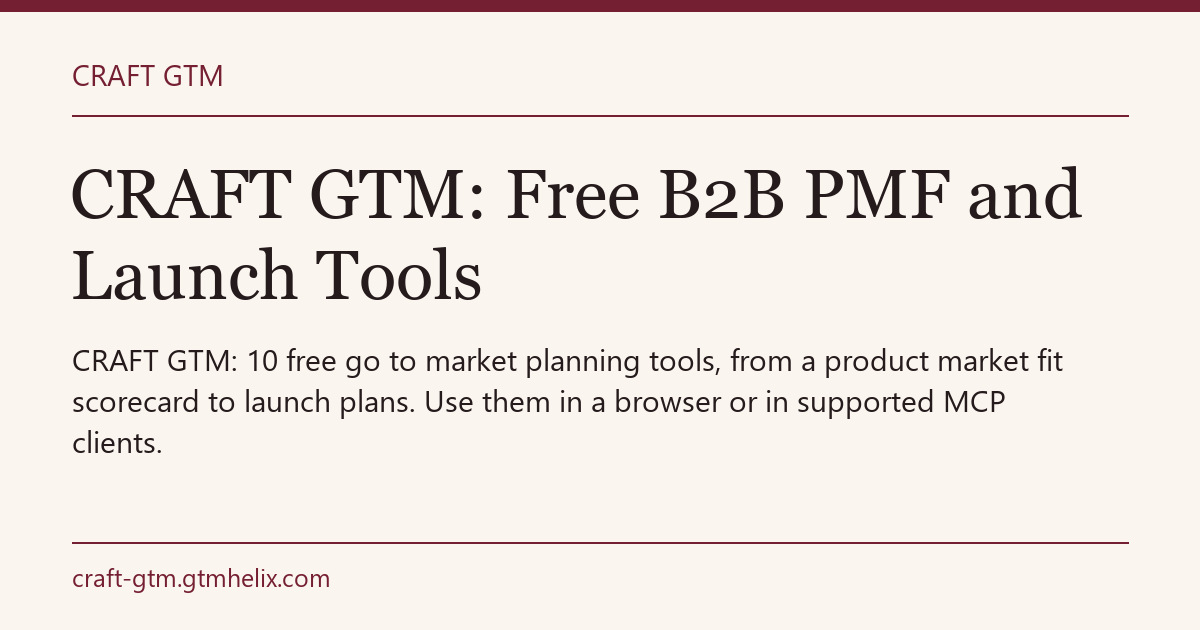 CRAFT GTM
CRAFT GTM: Free B2B PMF and
Launch Tools
CRAFT GTM: 10 free go to market planning tools, from a product market fit
scorecard to launch plans. Use them in a browser or in supported MCP
clients.
craft-gtm.gtmhelix.com